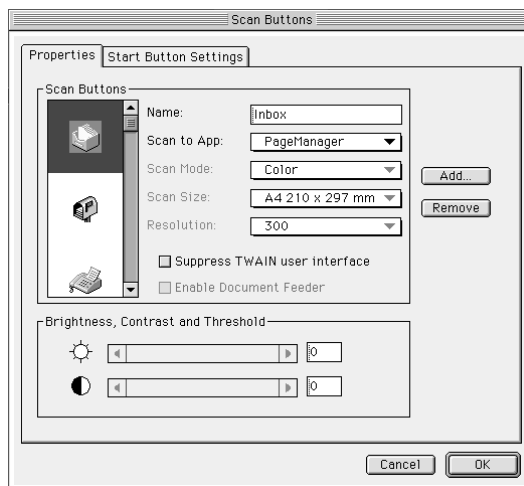 Scan Buttons
Properties
Start Button Settings
Scan Buttons
Name:
Inbox
Scan to App:
PageManager
Scan Mode:
Color
Scan Size:
A4 210 x 297 mm
Resolution:
300
Suppress TWAIN user interface
Enable Document Feeder
Add...
Remove
Brightness, Contrast and Threshold
0
0
Cancel
OK